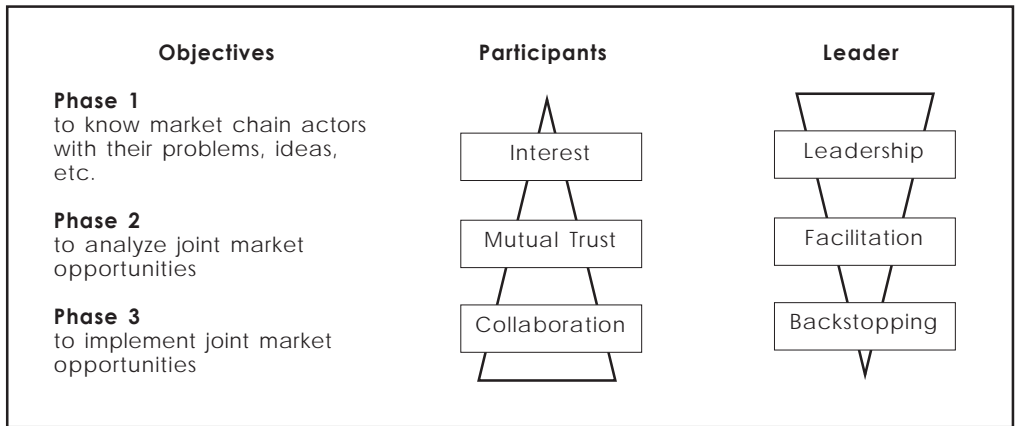 Objectives
Participants
Leader
Phase 1
to know market chain actors
with their problems, ideas,
etc.
Interest
Leadership
Phase 2
to analyze joint market
opportunities
Mutual Trust
Facilitation
Phase 3
to implement joint market
opportunities
Collaboration
Backstopping